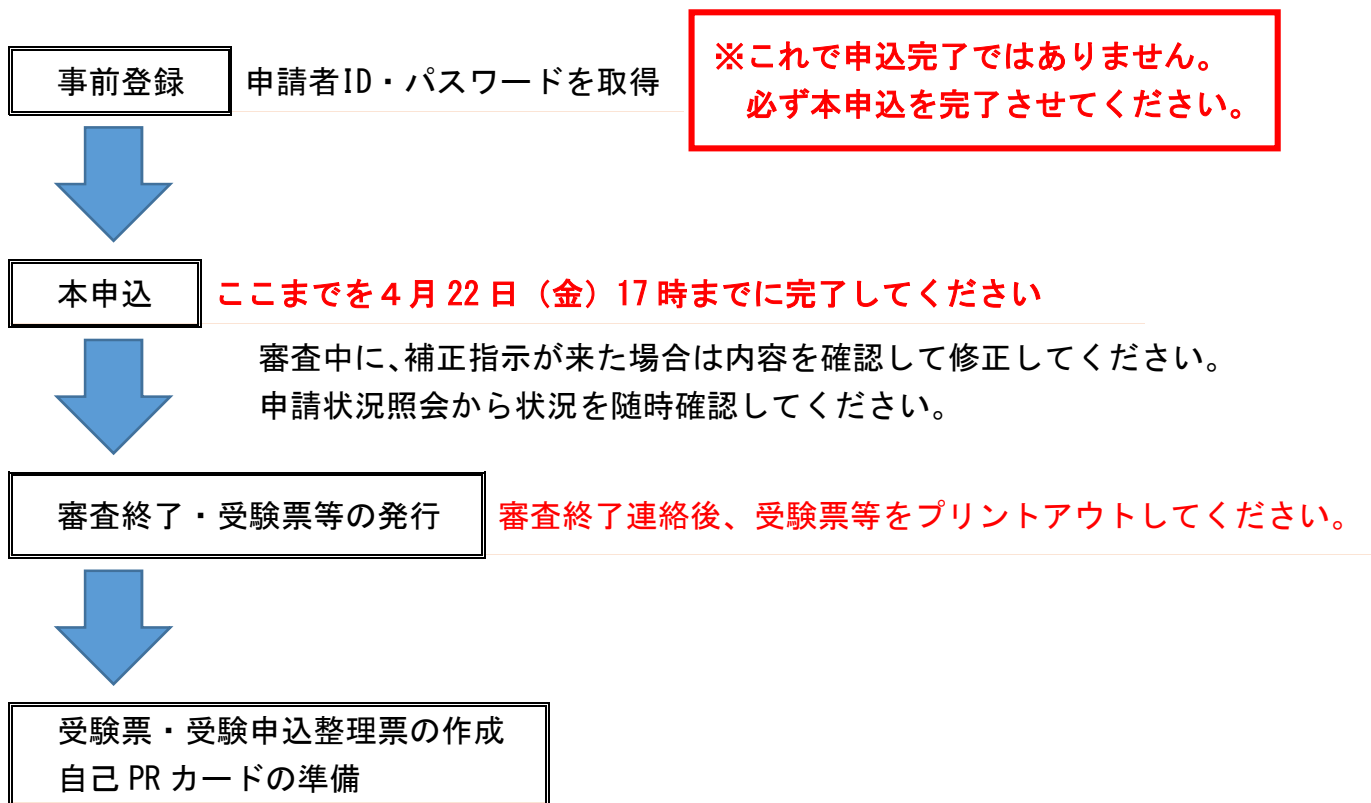 事前登録
申請者ID・パスワードを取得
※これで申込完了ではありません。
必ず本申込を完了させてください。
本申込
ここまでを4月22日(金)17時までに完了してください
審査中に、補正指示が来た場合は内容を確認して修正してください。
申請状況照会から状況を随時確認してください。
審査終了・受験票等の発行
審査終了連絡後、受験票等をプリントアウトしてください。
受験票・受験申込整理票の作成
自己PRカードの準備